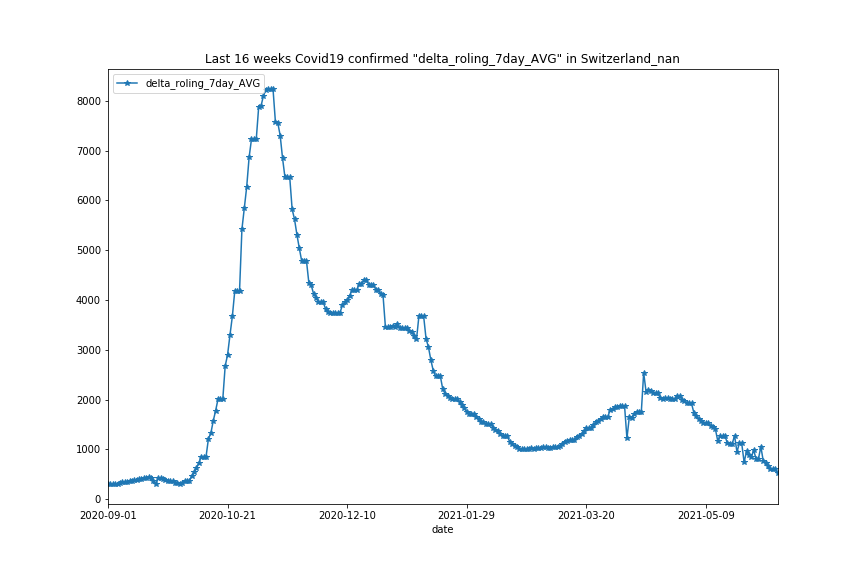 Last 16 weeks Covid19 confirmed "delta_roling_7day_AVG" in Switzerland_nan
delta_roling_7day_AVG
8000
7000
6000
5000
4000
3000
2000
1000
0
2020-09-01 2020-10-21 2020-12-10 2021-01-29 2021-03-20 2021-05-09
date